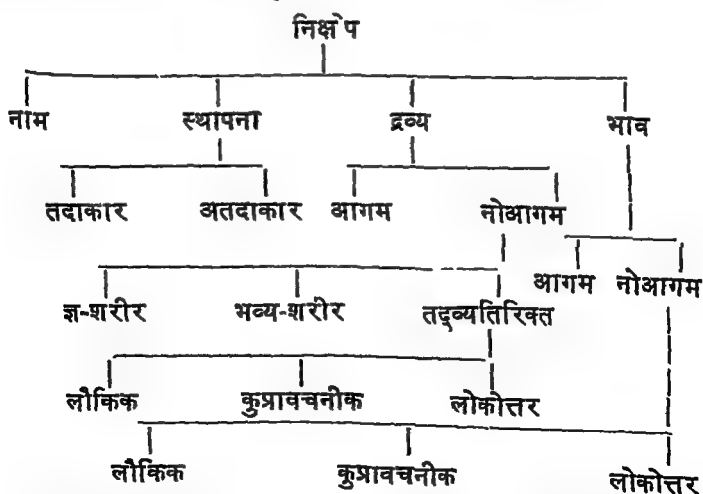 निक्षेप
नाम स्थापना द्रव्य भाव
तदाकार अतदाकार आगम नोआगम
आगम नोआगम
ज्ञ-शरीर भव्य-शरीर तद्व्यतिरिक्त
लौकिक कुप्रावचनीक लोकोत्तर
लौकिक कुप्रावचनीक लोकोत्तर